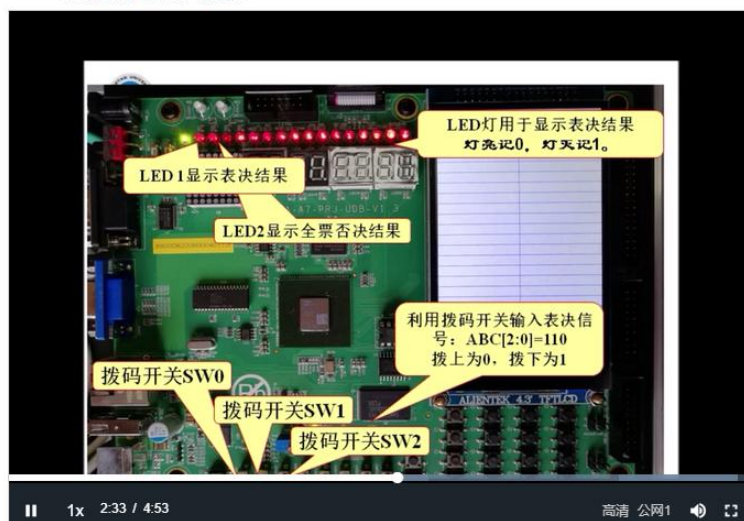 LED灯用于显示表决结果
灯亮记0，灯灭记1。
LED1显示表决结果
LED2显示全票否决结果
-A7-PRJ-UDB-V1.3
利用拨码开关输入表决信
号：ABC[2:0]=110
拨上为0，拨下为1
拨码开关SW0
ALIENTEK 4.3' TFTLCD
拨码开关SW1
拨码开关SW2
1x 2:33 / 4:53 高清 公网1